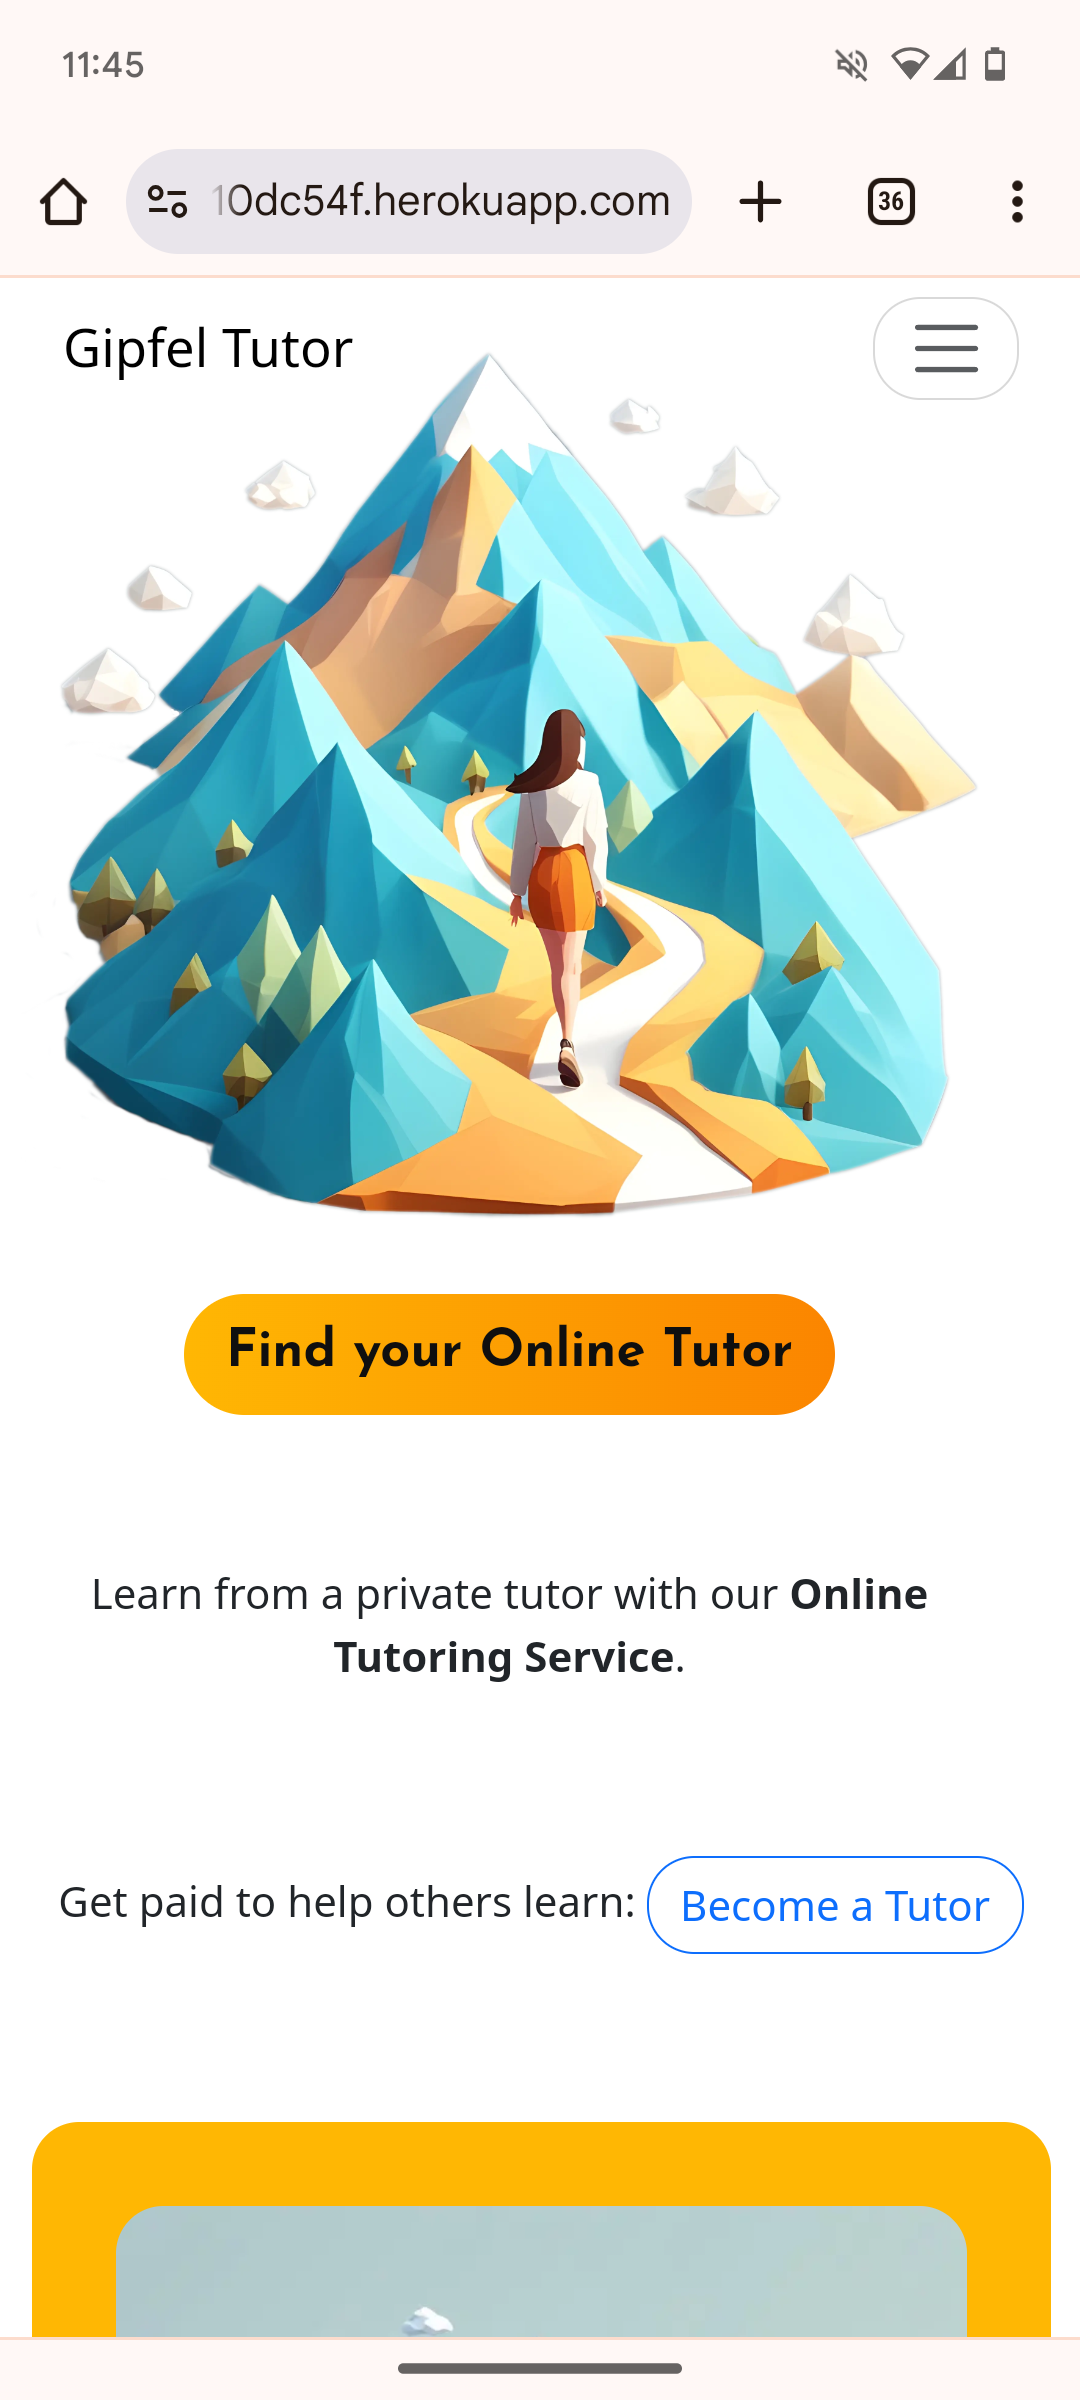 11:45
10dc54f.herokuapp.com
36
Gipfel Tutor
Find your Online Tutor
Learn from a private tutor with our Online
Tutoring Service.
Get paid to help others learn: Become a Tutor